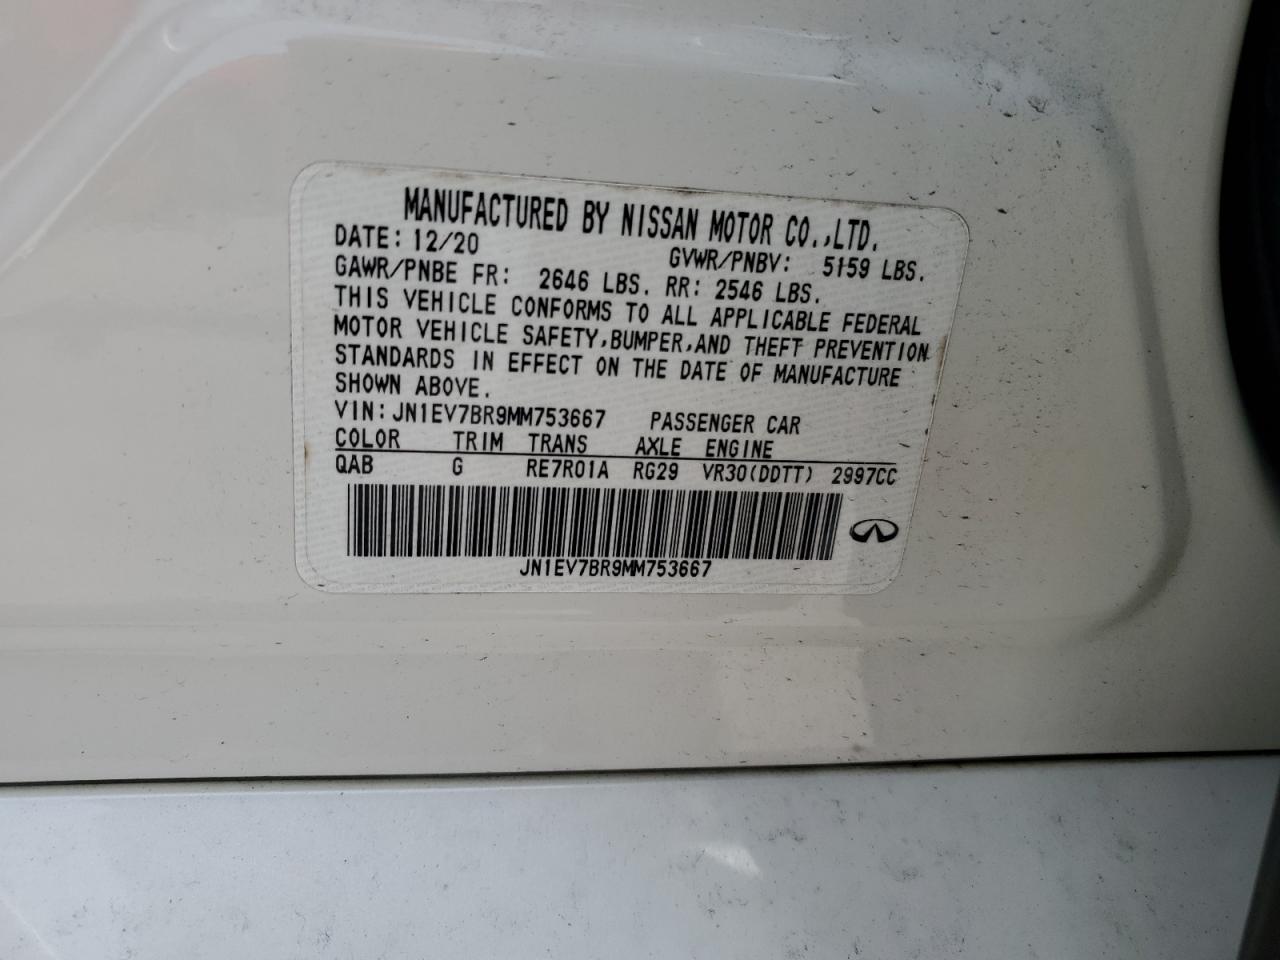 MANUFACTURED BY NISSAN MOTOR CO.,LTD.
DATE: 12/20 GVWR/PNBV: 5159 LBS.
GAWR/PNBE FR: 2646 LBS. RR: 2546 LBS.
THIS VEHICLE CONFORMS TO ALL APPLICABLE FEDERAL
MOTOR VEHICLE SAFETY,BUMPER,AND THEFT PREVENTION
STANDARDS IN EFFECT ON THE DATE OF MANUFACTURE
SHOWN ABOVE.
VIN: JN1EV7BR9MM753667 PASSENGER CAR
COLOR TRIM TRANS AXLE ENGINE
QAB G RE7R01A RG29 VR30(DDTT) 2997CC
JN1EV7BR9MM753667